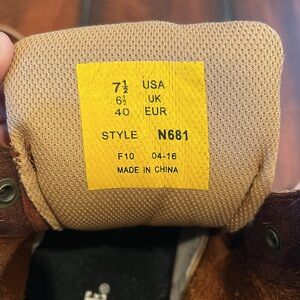 7½ USA
6½ UK
40 EUR
STYLE N681
F10 04-16
MADE IN CHINA